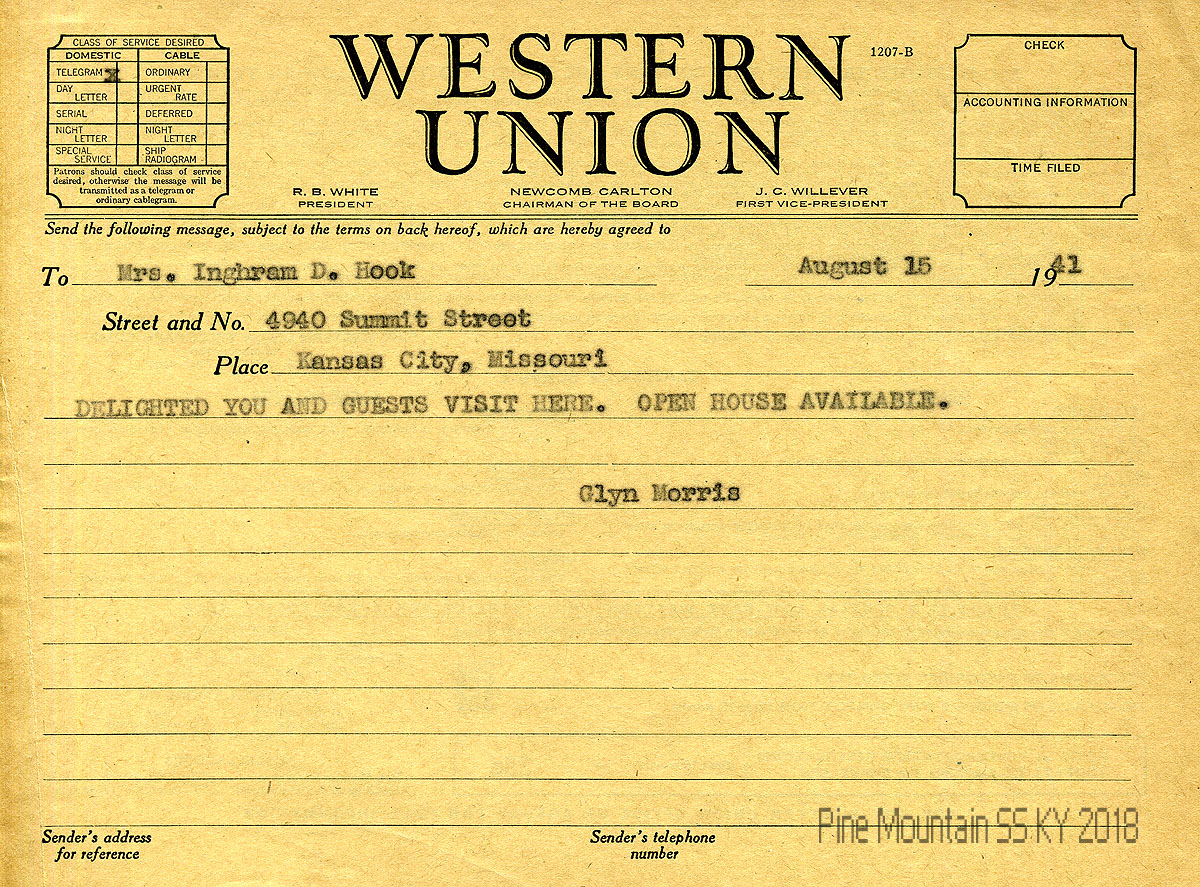 CLASS OF SERVICE DESIRED
DOMESTIC CABLE
TELEGRAM X ORDINARY
DAY LETTER URGENT RATE
SERIAL DEFERRED
NIGHT LETTER NIGHT LETTER
SPECIAL SERVICE SHIP RADIOGRAM
Patrons should check class of service
desired, otherwise the message will be
transmitted as a telegram or
ordinary cablegram.
WESTERN
UNION
1207-B
CHECK
ACCOUNTING INFORMATION
TIME FILED
R. B. WHITE
PRESIDENT
NEWCOMB CARLTON
CHAIRMAN OF THE BOARD
J. C. WILLEVER
FIRST VICE-PRESIDENT
Send the following message, subject to the terms on back hereof, which are hereby agreed to
To Mrs. Inghram D. Hook August 15 1941
Street and No. 4940 Summit Street
Place Kansas City, Missouri
DELIGHTED YOU AND GUESTS VISIT HERE. OPEN HOUSE AVAILABLE.
Glyn Morris
Sender's address
for reference
Sender's telephone
number
Pine Mountain SS KY 2018